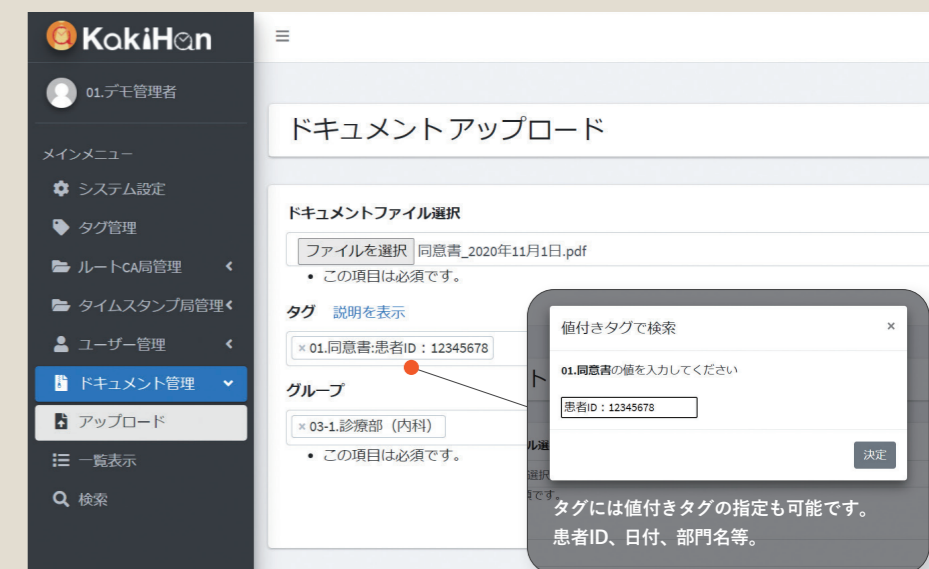 KakiHan
01.デモ管理者
メインメニュー
システム設定
タグ管理
ルートCA局管理
タイムスタンプ局管理
ユーザー管理
ドキュメント管理
アップロード
一覧表示
検索
ドキュメント アップロード
ドキュメントファイル選択
ファイルを選択 同意書_2020年11月1日.pdf
• この項目は必須です。
タグ 説明を表示
×01.同意書:患者ID：12345678
グループ
×03-1.診療部（内科）
• この項目は必須です。
値付きタグで検索 ×
01.同意書の値を入力してください
患者ID：12345678
決定
タグには値付きタグの指定も可能です。
患者ID、日付、部門名等。